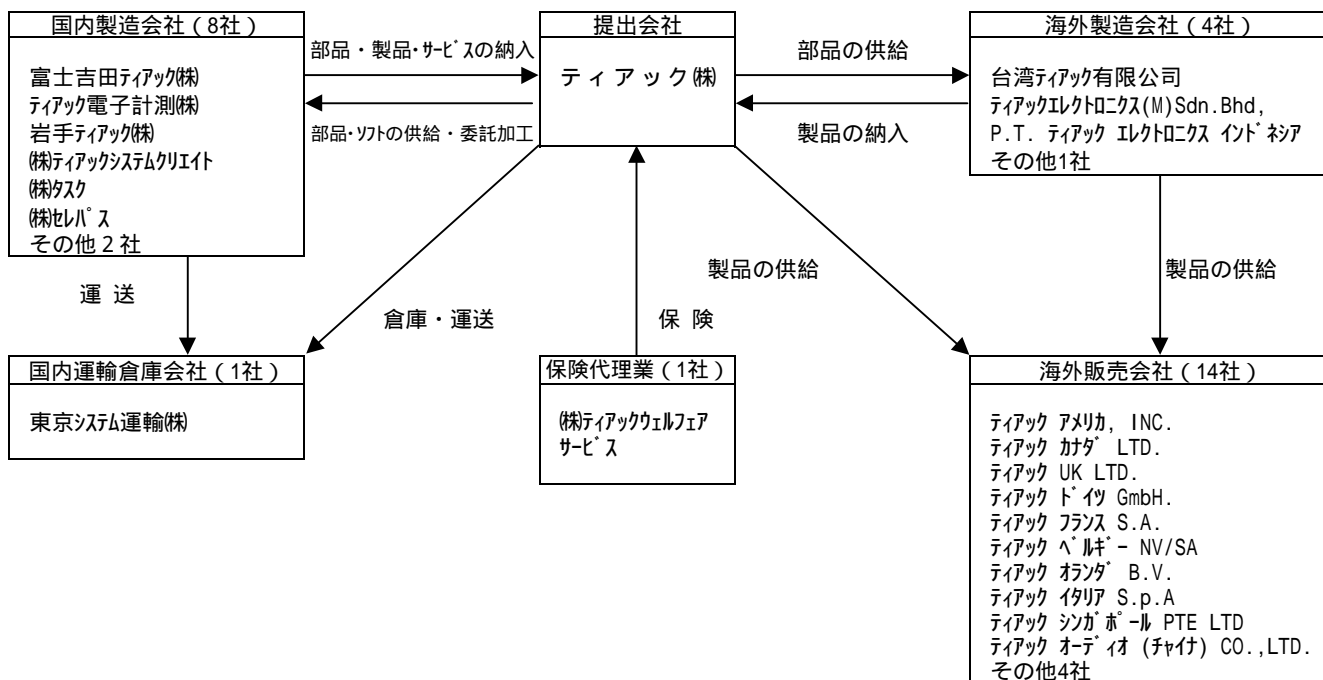 国内製造会社(8社)
富士吉田ティアック㈱
ティアック電子計測㈱
岩手ティアック㈱
㈱ティアックシステムクリエイト
㈱タスク
㈱セレパス
その他2社
部品・製品・サービスの納入
部品・ソフトの供給・委託加工
提出会社
ティアック㈱
部品の供給
製品の納入
海外製造会社(4社)
台湾ティアック有限公司
ティアックエレクトロニクス(M)Sdn.Bhd,
P.T. ティアック エレクトロニクス インドネシア
その他1社
運 送
倉庫・運送
保 険
製品の供給
製品の供給
国内運輸倉庫会社(1社)
東京システム運輸㈱
保険代理業(1社)
㈱ティアックウェルフェア
サービス
海外販売会社(14社)
ティアック アメリカ, INC.
ティアック カナダ LTD.
ティアック UK LTD.
ティアック ドイツ GmbH.
ティアック フランス S.A.
ティアック ベルギー NV/SA
ティアック オランダ B.V.
ティアック イタリア S.p.A
ティアック シンガポール PTE LTD
ティアック オーディオ (チャイナ) CO.,LTD.
その他4社